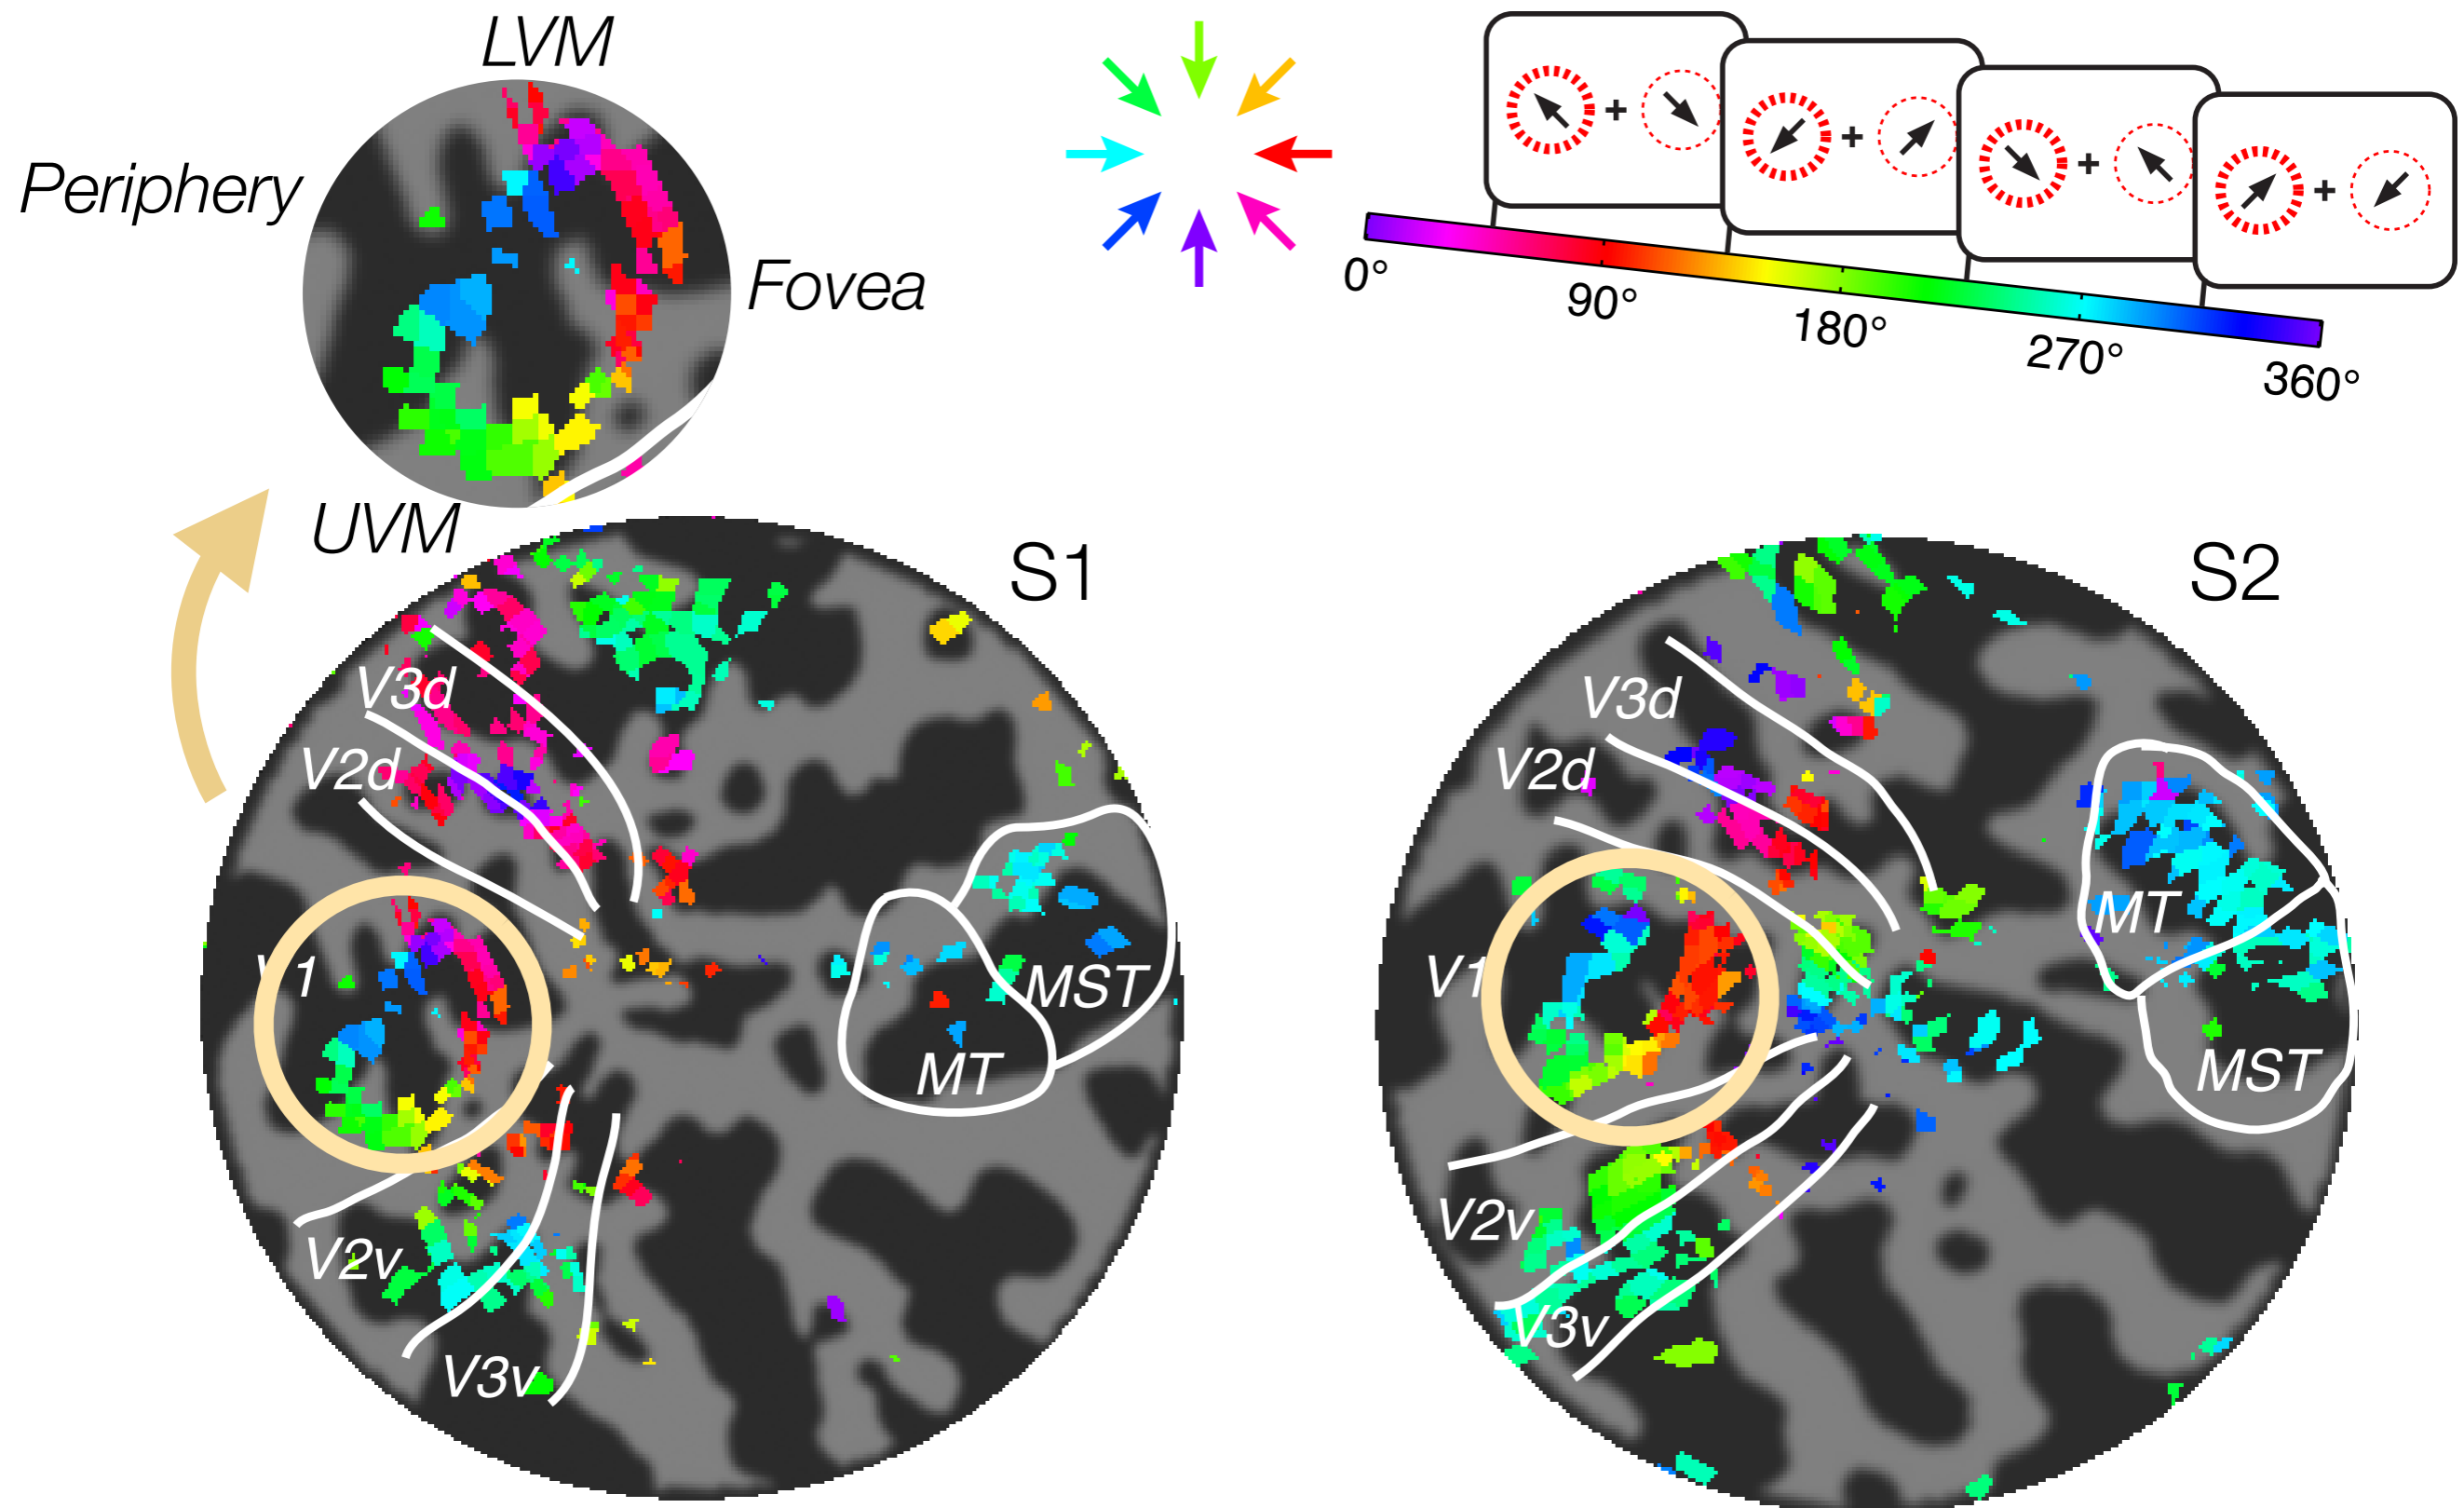 LVM
Periphery
Fovea
UVM
+
+
+
+
0°
90°
180°
270°
360°
S1
V3d
V2d
V1
MST
MT
V2v
V3v
S2
V3d
V2d
MT
V1
MST
V2v
V3v